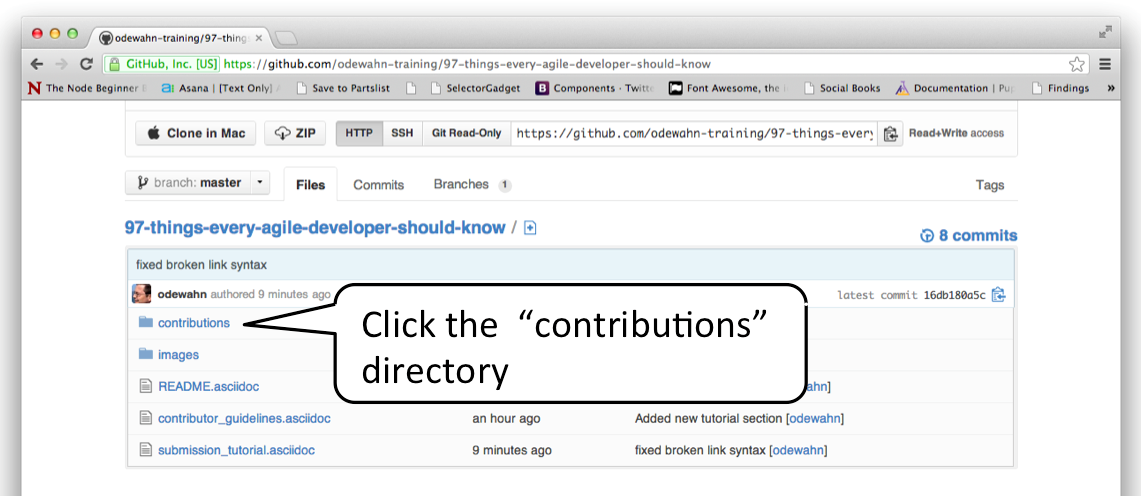 odewahn-training/97-thing
GitHub, Inc. [US] https://github.com/odewahn-training/97-things-every-agile-developer-should-know
The Node Beginner Asana | [Text Only] Save to Partslist SelectorGadget B Components · Twitt Font Awesome, the Social Books Documentation | Pup Findings »
Clone in Mac ZIP HTTP SSH Git Read-Only https://github.com/odewahn-training/97-things-every Read+Write access
branch: master Files Commits Branches 1 Tags
97-things-every-agile-developer-should-know /
8 commits
fixed broken link syntax
odewahn authored 9 minutes ago latest commit 16db180a5c
contributions
Click the “contributions”
directory
images
README.asciidoc ahn]
contributor_guidelines.asciidoc an hour ago Added new tutorial section [odewahn]
submission_tutorial.asciidoc 9 minutes ago fixed broken link syntax [odewahn]